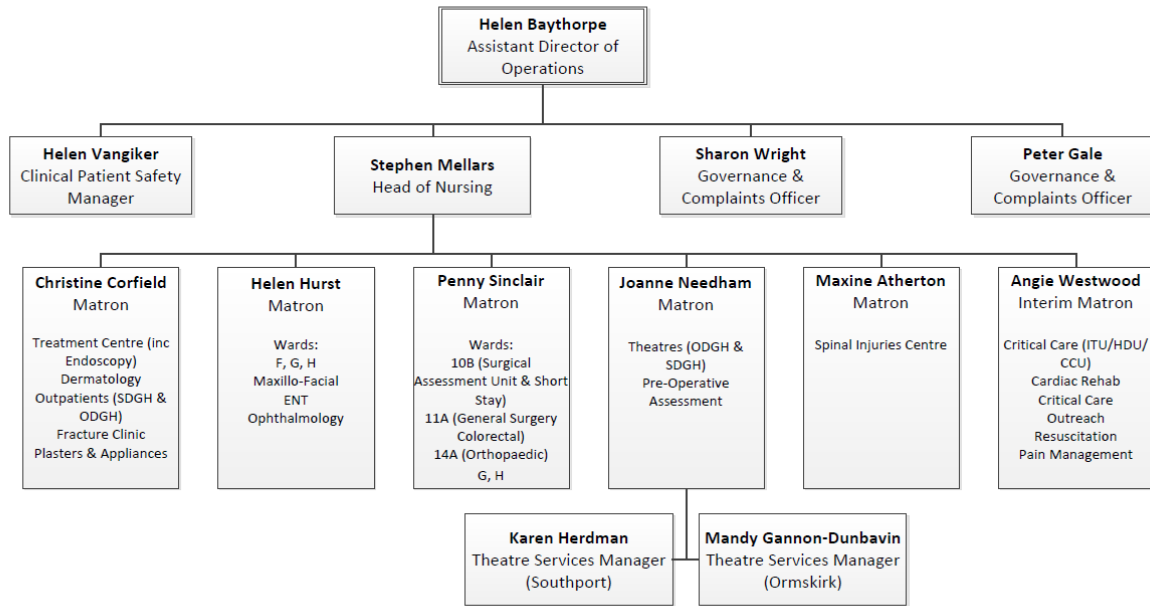 Helen Baythorpe
Assistant Director of
Operations
Helen Vangiker
Clinical Patient Safety
Manager
Stephen Mellars
Head of Nursing
Sharon Wright
Governance &
Complaints Officer
Peter Gale
Governance &
Complaints Officer
Christine Corfield
Matron
Treatment Centre (inc
Endoscopy)
Dermatology
Outpatients (SDGH &
ODGH)
Fracture Clinic
Plasters & Appliances
Helen Hurst
Matron
Wards:
F, G, H
Maxillo-Facial
ENT
Ophthalmology
Penny Sinclair
Matron
Wards:
10B (Surgical
Assessment Unit & Short
Stay)
11A (General Surgery
Colorectal)
14A (Orthopaedic)
G, H
Joanne Needham
Matron
Theatres (ODGH &
SDGH)
Pre-Operative
Assessment
Maxine Atherton
Matron
Spinal Injuries Centre
Angie Westwood
Interim Matron
Critical Care (ITU/HDU/
CCU)
Cardiac Rehab
Critical Care
Outreach
Resuscitation
Pain Management
Karen Herdman
Theatre Services Manager
(Southport)
Mandy Gannon-Dunbavin
Theatre Services Manager
(Ormskirk)